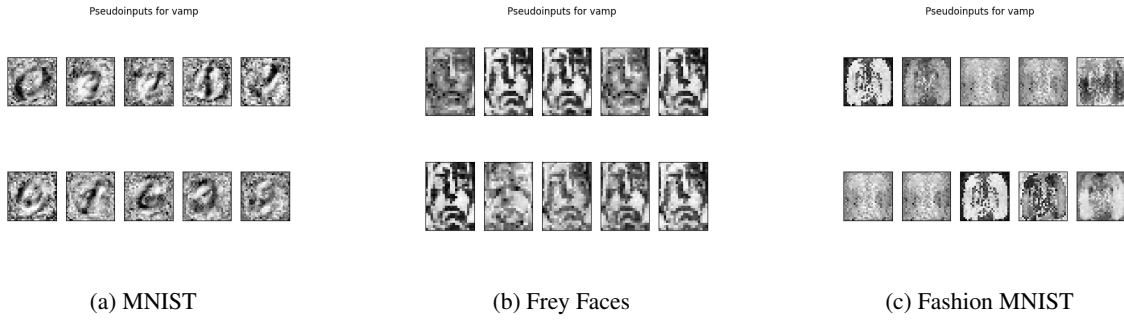 Pseudoinputs for vamp
Pseudoinputs for vamp
Pseudoinputs for vamp
(a) MNIST
(b) Frey Faces
(c) Fashion MNIST